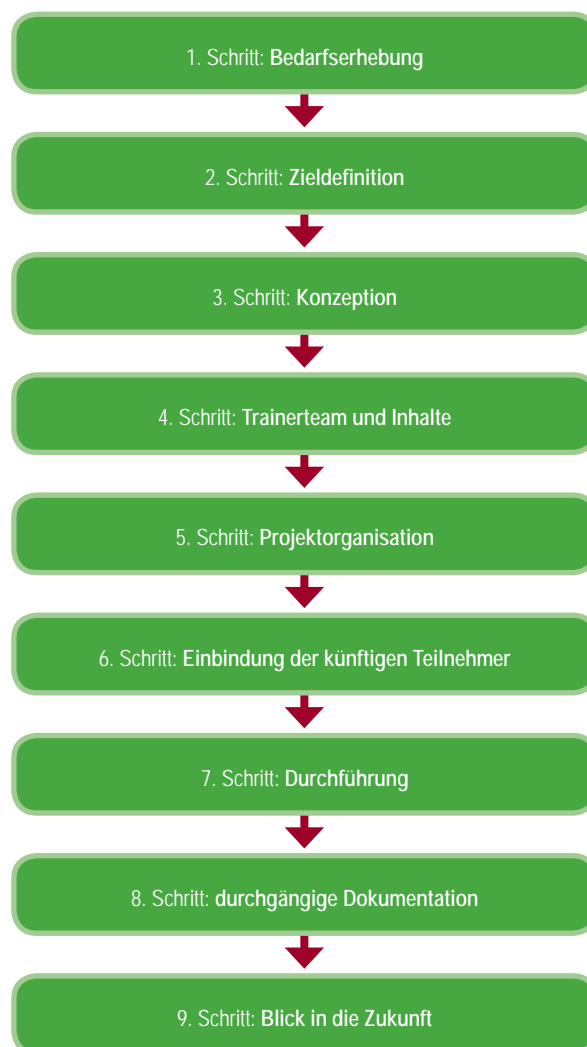 1. Schritt: Bedarfserhebung
2. Schritt: Zieldefinition
3. Schritt: Konzeption
4. Schritt: Trainerteam und Inhalte
5. Schritt: Projektorganisation
6. Schritt: Einbindung der künftigen Teilnehmer
7. Schritt: Durchführung
8. Schritt: durchgängige Dokumentation
9. Schritt: Blick in die Zukunft